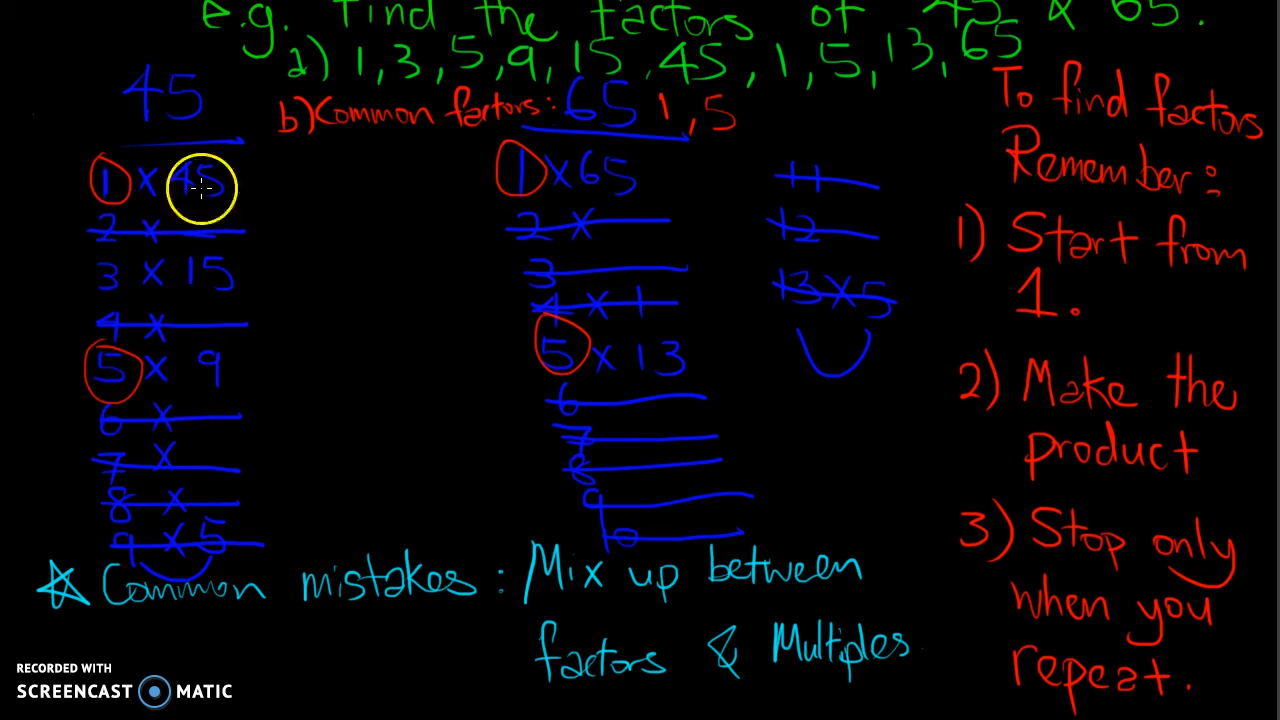 e.g. Find the factors of 45 & 65.
a) 1, 3, 5, 9, 15, 45, 1, 5, 13, 65
b) Common factors: 1, 5
45
1 x 45
2 x
3 x 15
4 x
5 x 9
6 x
7 x
8 x
9 x 5
65
1 x 65
2 x
3
4 x 1
5 x 13
6
7
8
9
10
11
12
13 x 5
To find factors
Remember:
1) Start from
1.
2) Make the
product
3) Stop only
when you
repeat.
☆ Common mistakes: Mix up between
factors & Multiples
RECORDED WITH
SCREENCAST MATIC